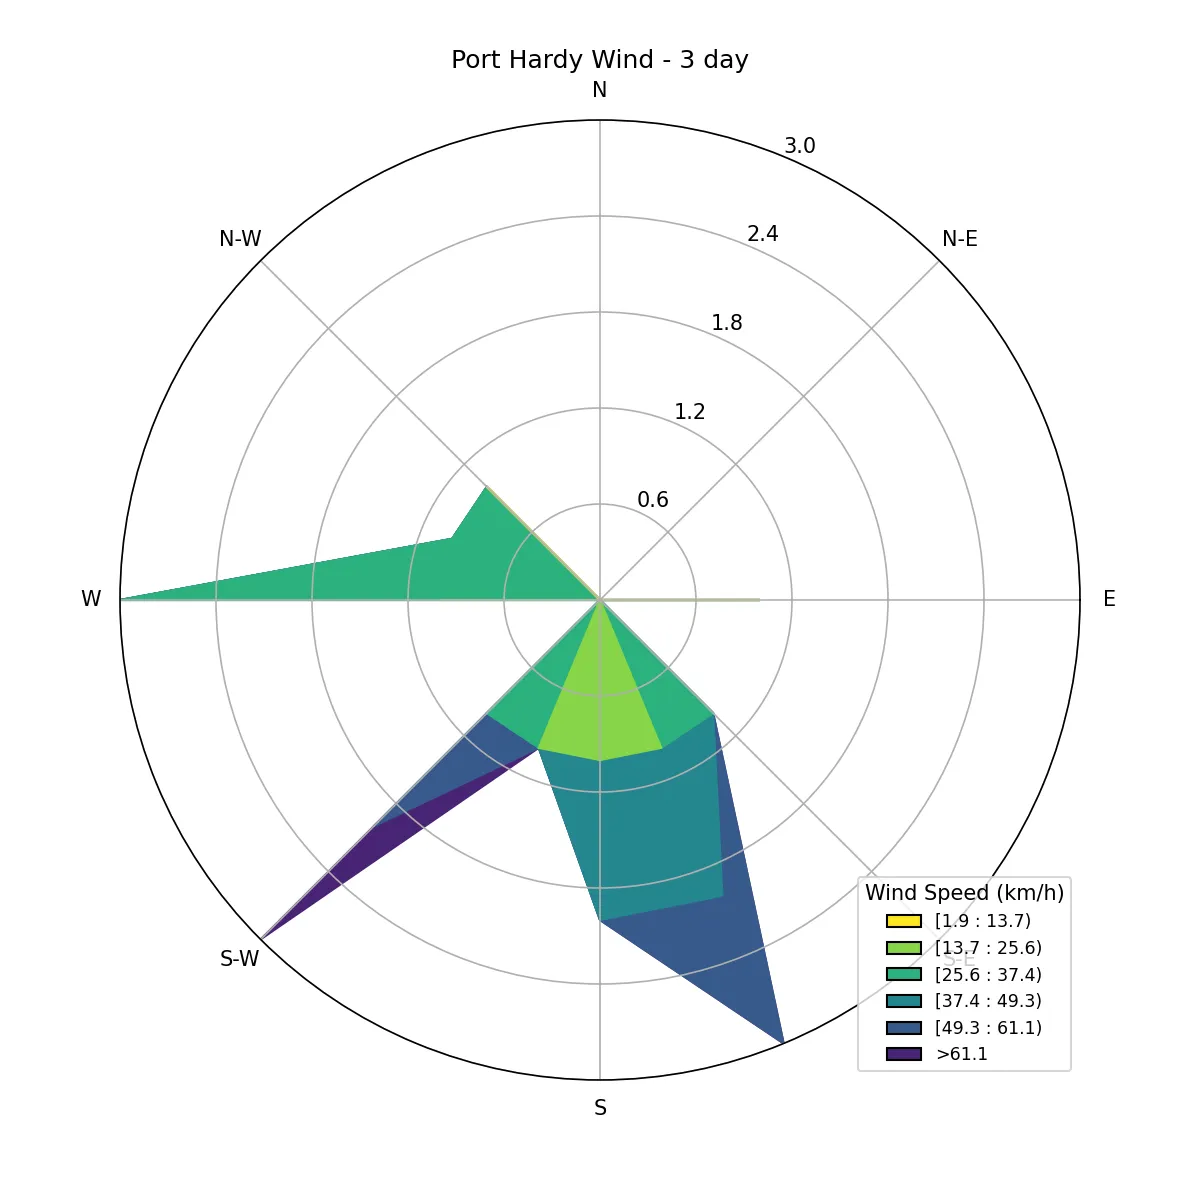 Port Hardy Wind - 3 day
N
3.0
N-W
N-E
2.4
1.8
1.2
0.6
W
E
S-W
S-E
S
Wind Speed (km/h)
[1.9 : 13.7)
[13.7 : 25.6)
[25.6 : 37.4)
[37.4 : 49.3)
[49.3 : 61.1)
>61.1